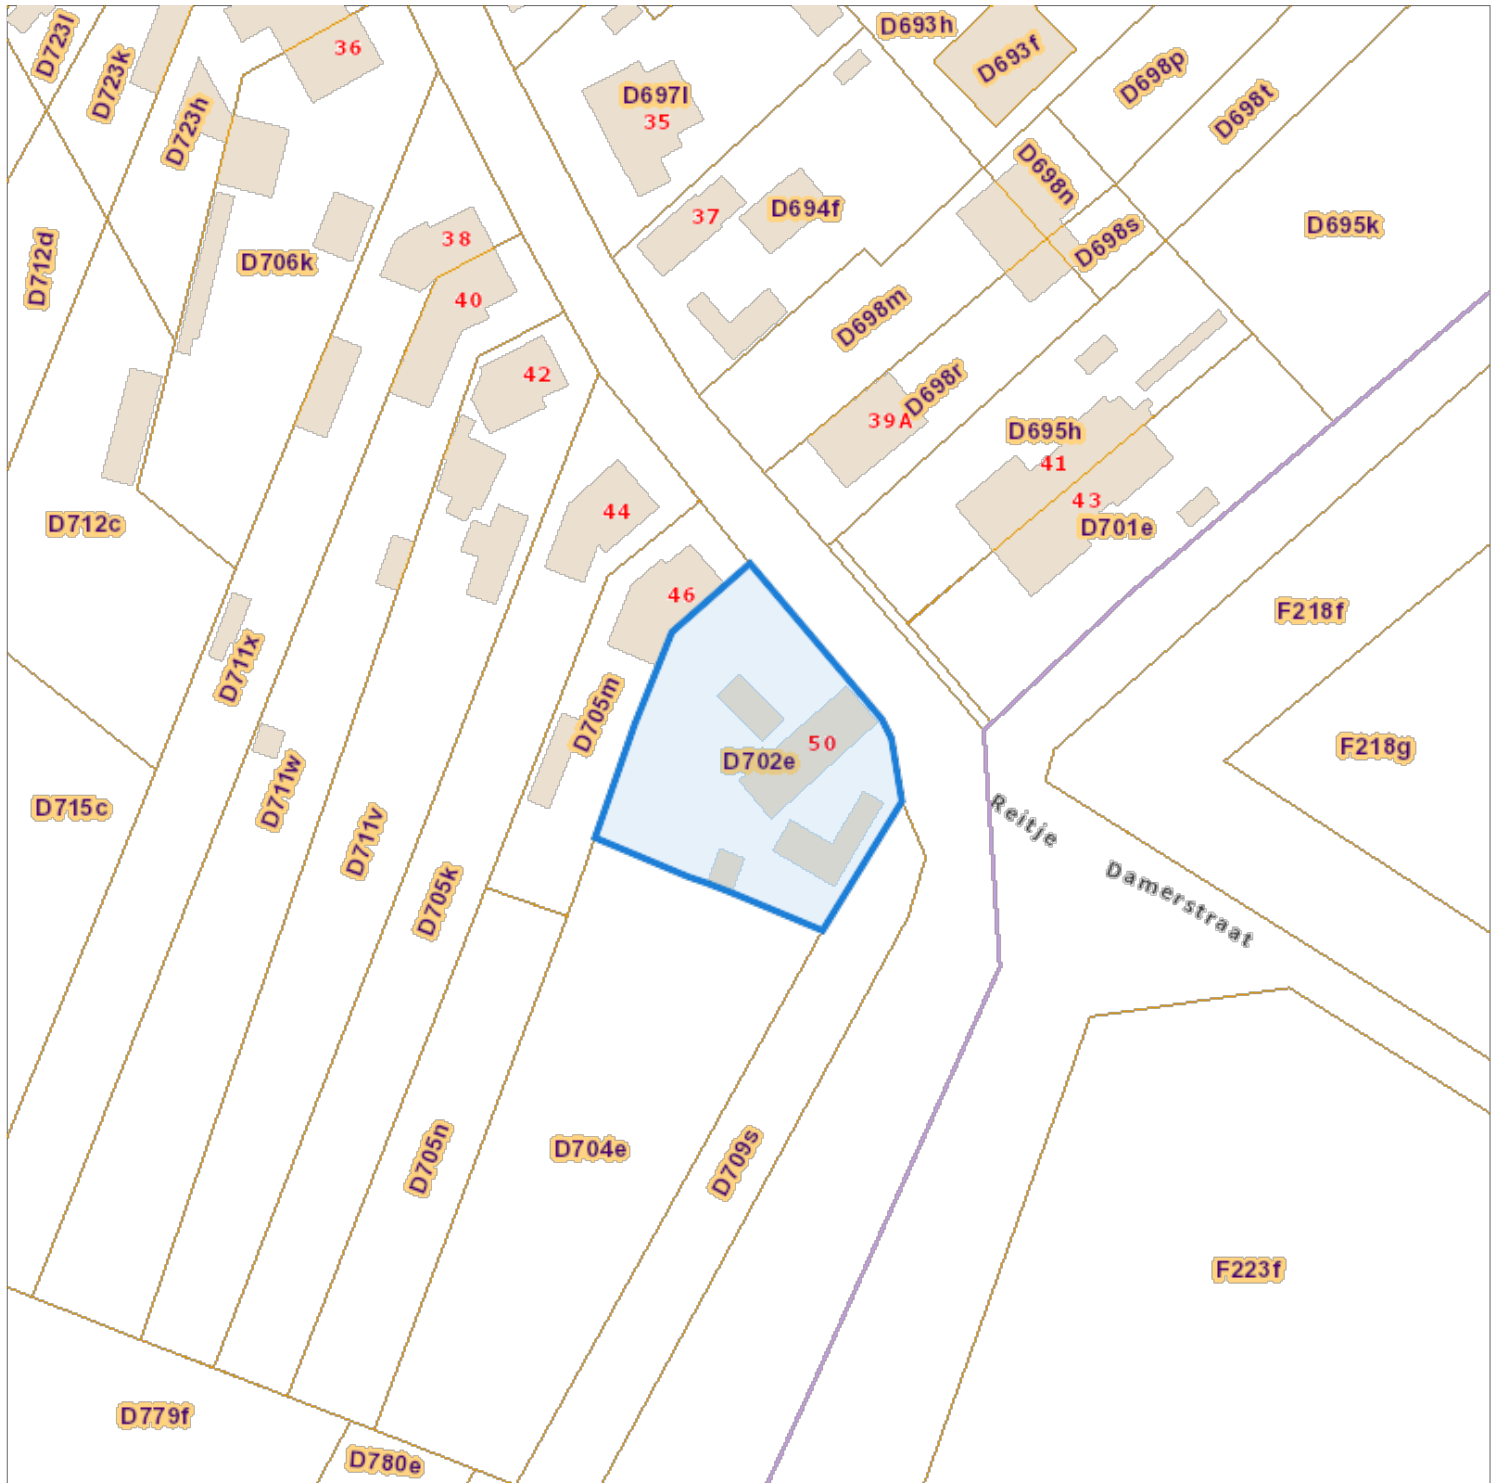 D723l
D723k
D723h
36
D697l
35
D693h
D693f
D698p
D698t
D712d
D706k
38
40
37
D694f
D698n
D698s
D695k
D698m
42
39A
D698r
D695h
41
43
D701e
D712c
44
46
F218f
D711x
D705m
50
D702e
F218g
D715c
D711w
D711v
D705k
Reitje
Damerstraat
D705n
D704e
D709s
F223f
D779f
D780e